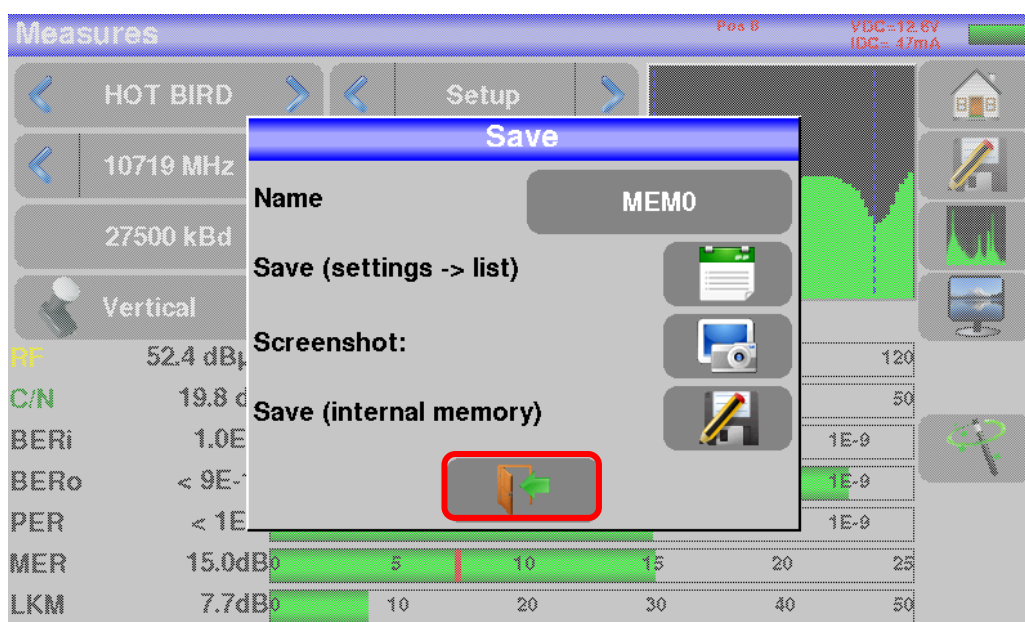 Measures Pos 8 VDC=12.6V
IDC= 47mA
HOT BIRD Setup
Save
10719 MHz
Name MEM0
27500 kBd
Save (settings -> list)
Vertical
Screenshot:
RF 52.4 120
C/N 19.8 50
Save (internal memory)
BERi 1.0E 1E-9
BERo < 9E- 1E-9
PER < 1E 1E-9
MER 15.0dB 0 5 10 15 20 25
LKM 7.7dB 0 10 20 30 40 50